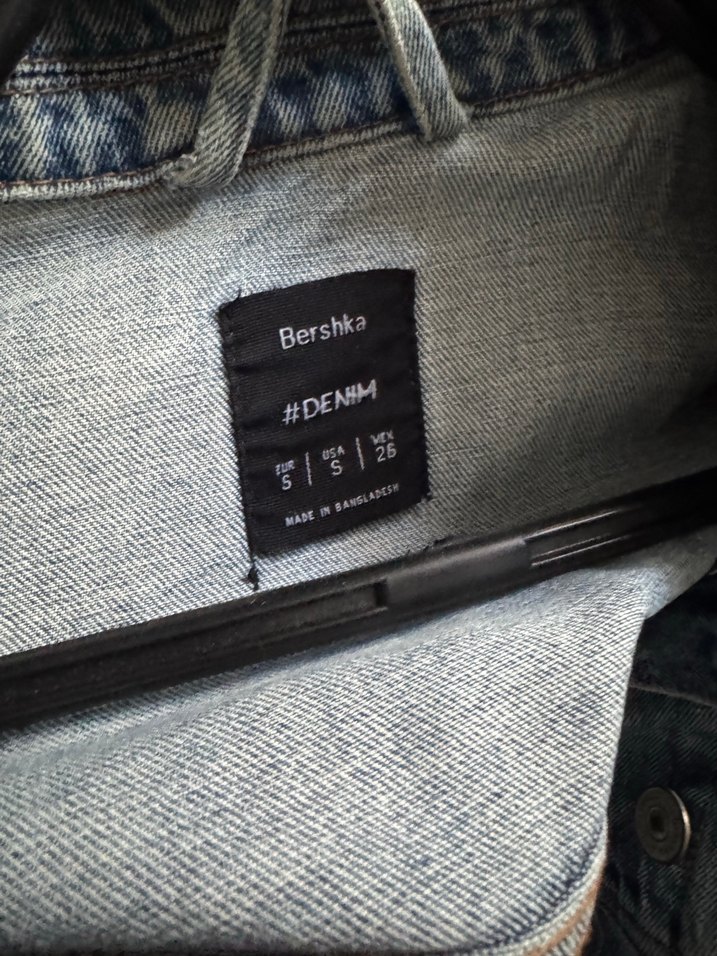 Bershka
#DENIM
EUR | USA | MEX
S | S | 26
MADE IN BANGLADESH